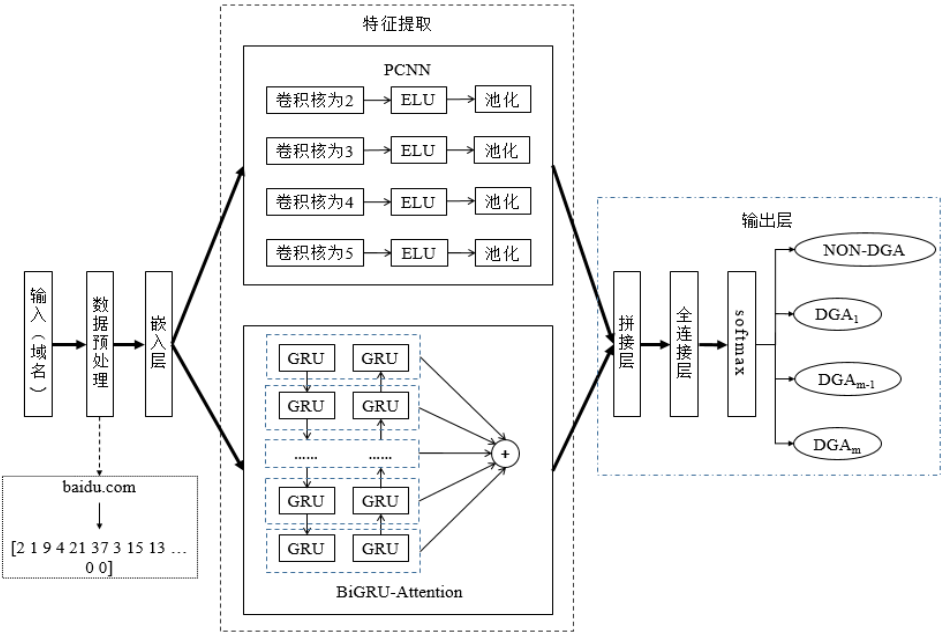 特征提取
PCNN
卷积核为2 ELU 池化
卷积核为3 ELU 池化
卷积核为4 ELU 池化
卷积核为5 ELU 池化
输入（域名）
数据预处理
嵌入层
baidu.com
[2 1 9 4 21 37 3 15 13 …
0 0]
GRU GRU
GRU GRU
...... ......
GRU GRU
GRU GRU
+
BiGRU-Attention
输出层
拼接层
全连接层
softmax
NON-DGA
DGA1
DGAm-1
DGAm